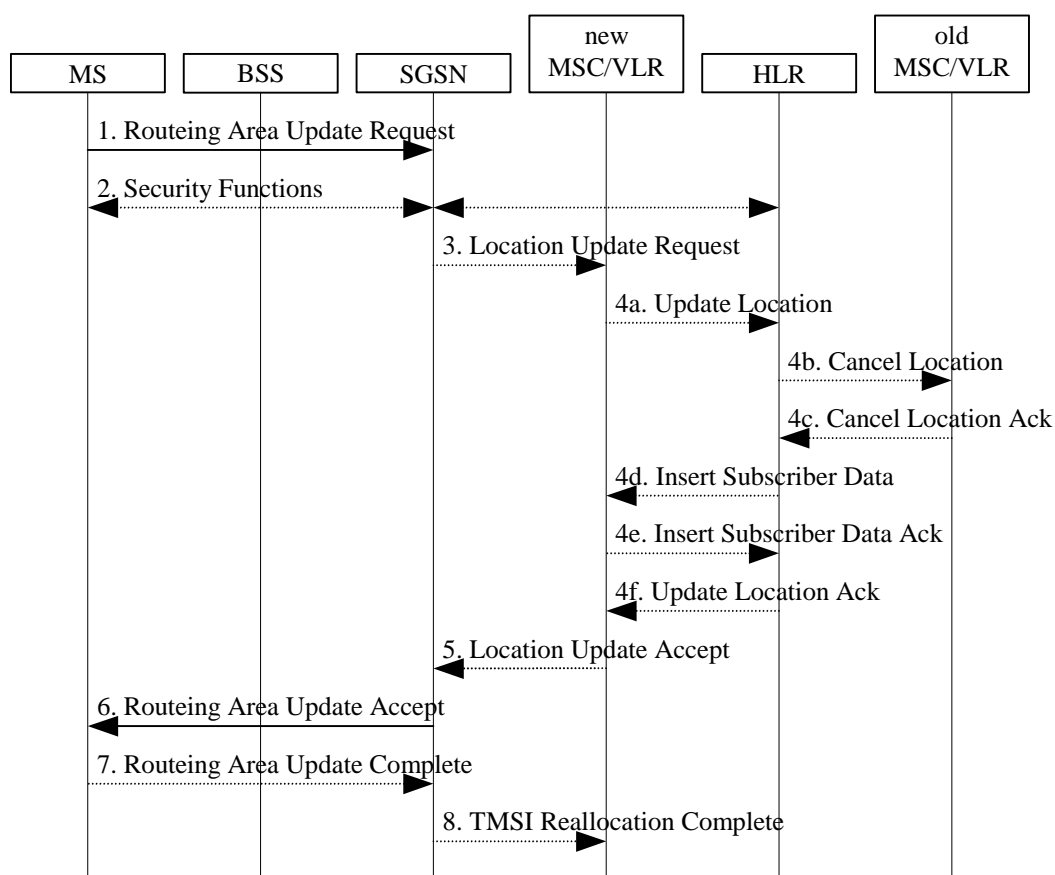 new
MSC/VLR
old
MSC/VLR
MS
BSS
SGSN
HLR
1. Routeing Area Update Request
2. Security Functions
3. Location Update Request
4a. Update Location
4b. Cancel Location
4c. Cancel Location Ack
4d. Insert Subscriber Data
4e. Insert Subscriber Data Ack
4f. Update Location Ack
5. Location Update Accept
6. Routeing Area Update Accept
7. Routeing Area Update Complete
8. TMSI Reallocation Complete